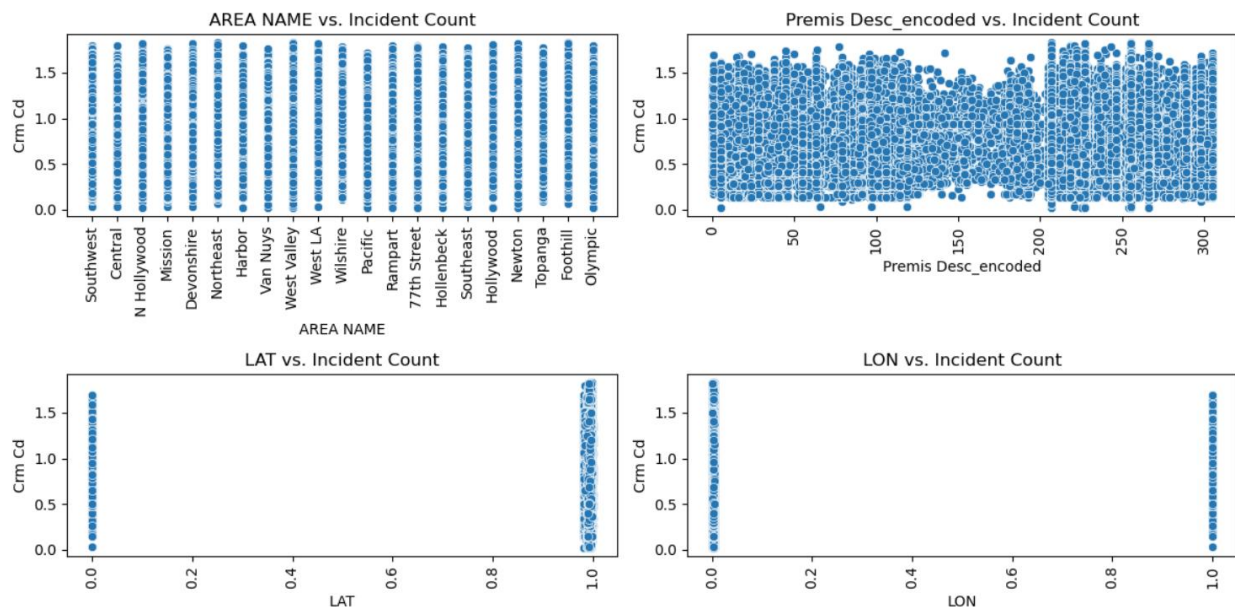 AREA NAME vs. Incident Count
Crm Cd
1.5
1.0
0.5
0.0
Southwest
Central
N Hollywood
Mission
Devonshire
Northeast
Harbor
Van Nuys
West Valley
West LA
Wilshire
Pacific
Rampart
77th Street
Hollenbeck
Southeast
Hollywood
Newton
Topanga
Foothill
Olympic
AREA NAME
Premis Desc_encoded vs. Incident Count
Crm Cd
1.5
1.0
0.5
0.0
0
50
100
150
200
250
300
Premis Desc_encoded
LAT vs. Incident Count
Crm Cd
1.5
1.0
0.5
0.0
0.0
0.2
0.4
0.6
0.8
1.0
LAT
LON vs. Incident Count
Crm Cd
1.5
1.0
0.5
0.0
0.0
0.2
0.4
0.6
0.8
1.0
LON